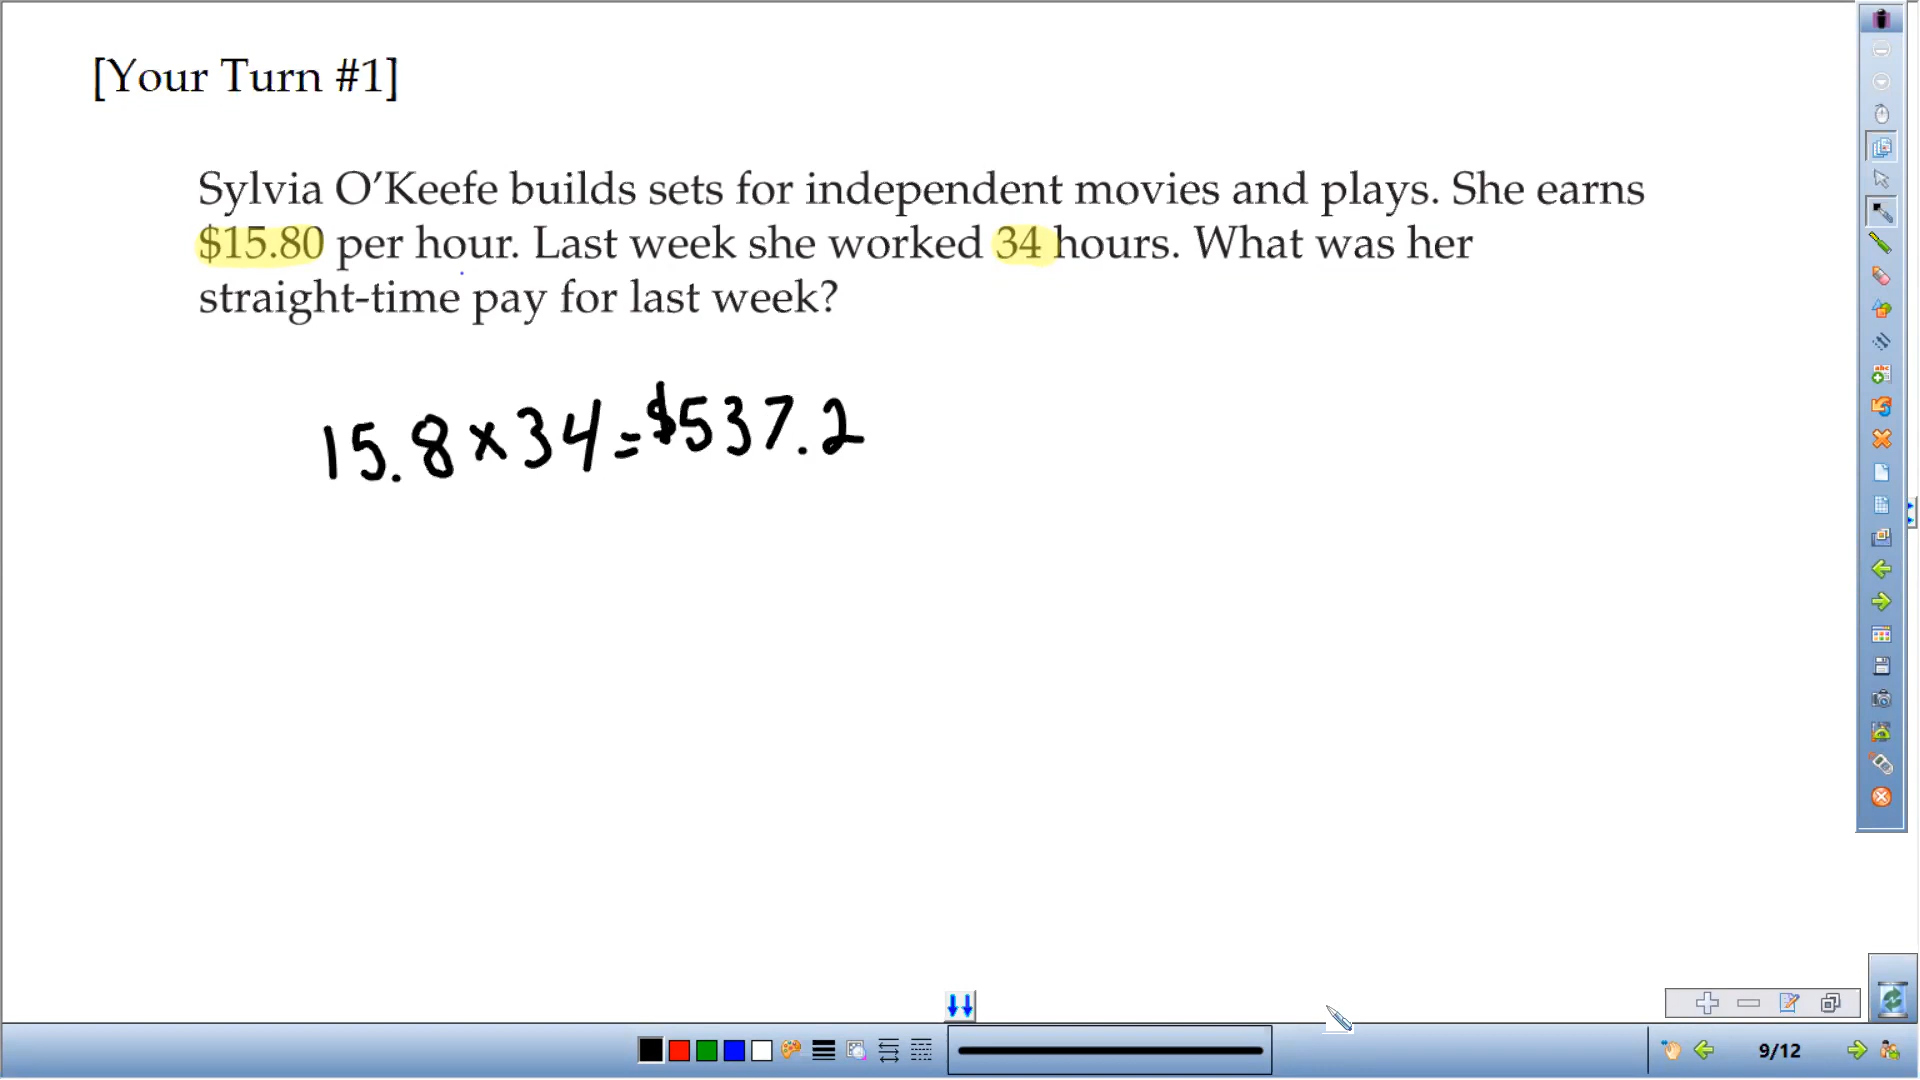 [Your Turn #1]
Sylvia O’Keefe builds sets for independent movies and plays. She earns
$15.80 per hour. Last week she worked 34 hours. What was her
straight-time pay for last week?
15.8×34=$537.2
9/12